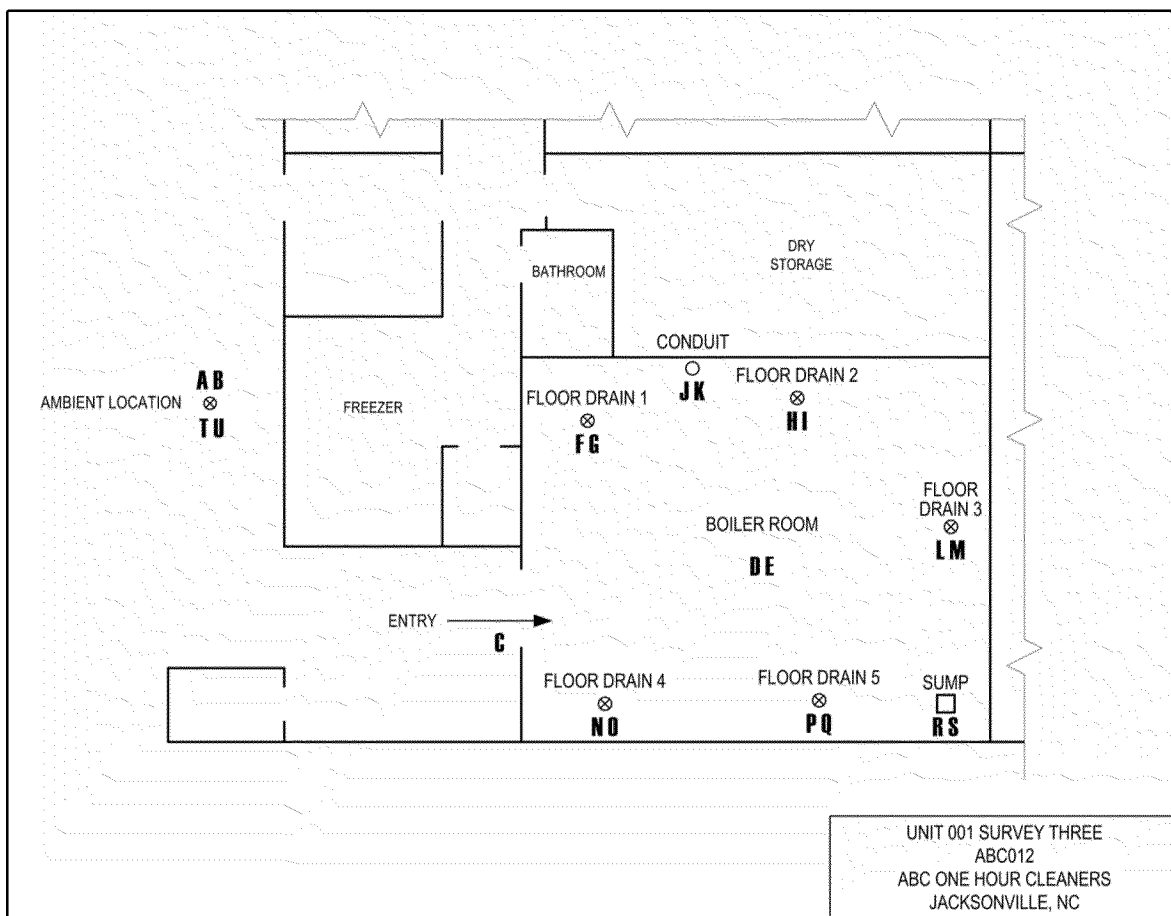 BATHROOM
DRY
STORAGE
CONDUIT
JK
FLOOR DRAIN 2
HI
AB
AMBIENT LOCATION
TU
FREEZER
FLOOR DRAIN 1
FG
FLOOR
DRAIN 3
LM
BOILER ROOM
DE
ENTRY
C
FLOOR DRAIN 4
NO
FLOOR DRAIN 5
PQ
SUMP
RS
UNIT 001 SURVEY THREE
ABC012
ABC ONE HOUR CLEANERS
JACKSONVILLE, NC